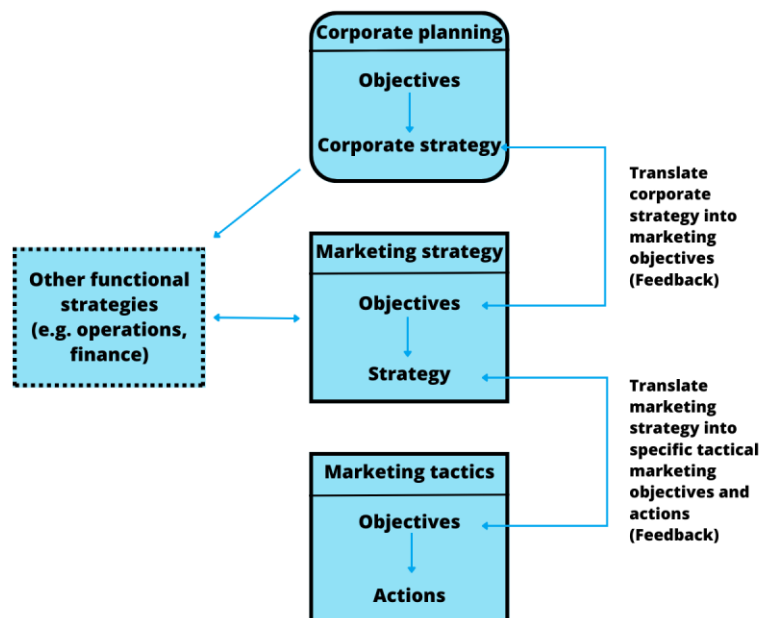 Corporate planning
Objectives
Corporate strategy
Translate
corporate
strategy into
marketing
objectives
(Feedback)
Other functional
strategies
(e.g. operations,
finance)
Marketing strategy
Objectives
Strategy
Translate
marketing
strategy into
specific tactical
marketing
objectives and
actions
(Feedback)
Marketing tactics
Objectives
Actions